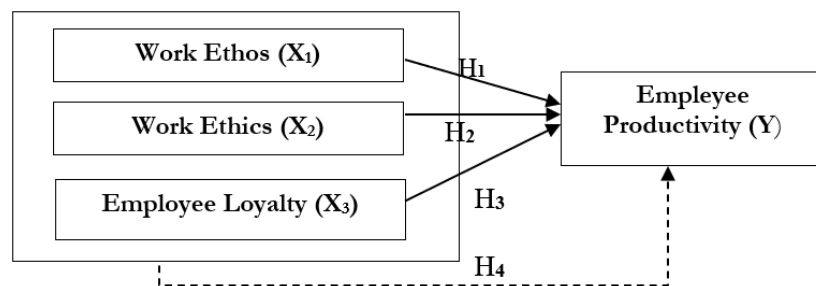 Work Ethos (X₁)
H₁
Work Ethics (X₂)
H₂
Employee Loyalty (X₃)
H₃
H₄
Empleyee
Productivity (Y)